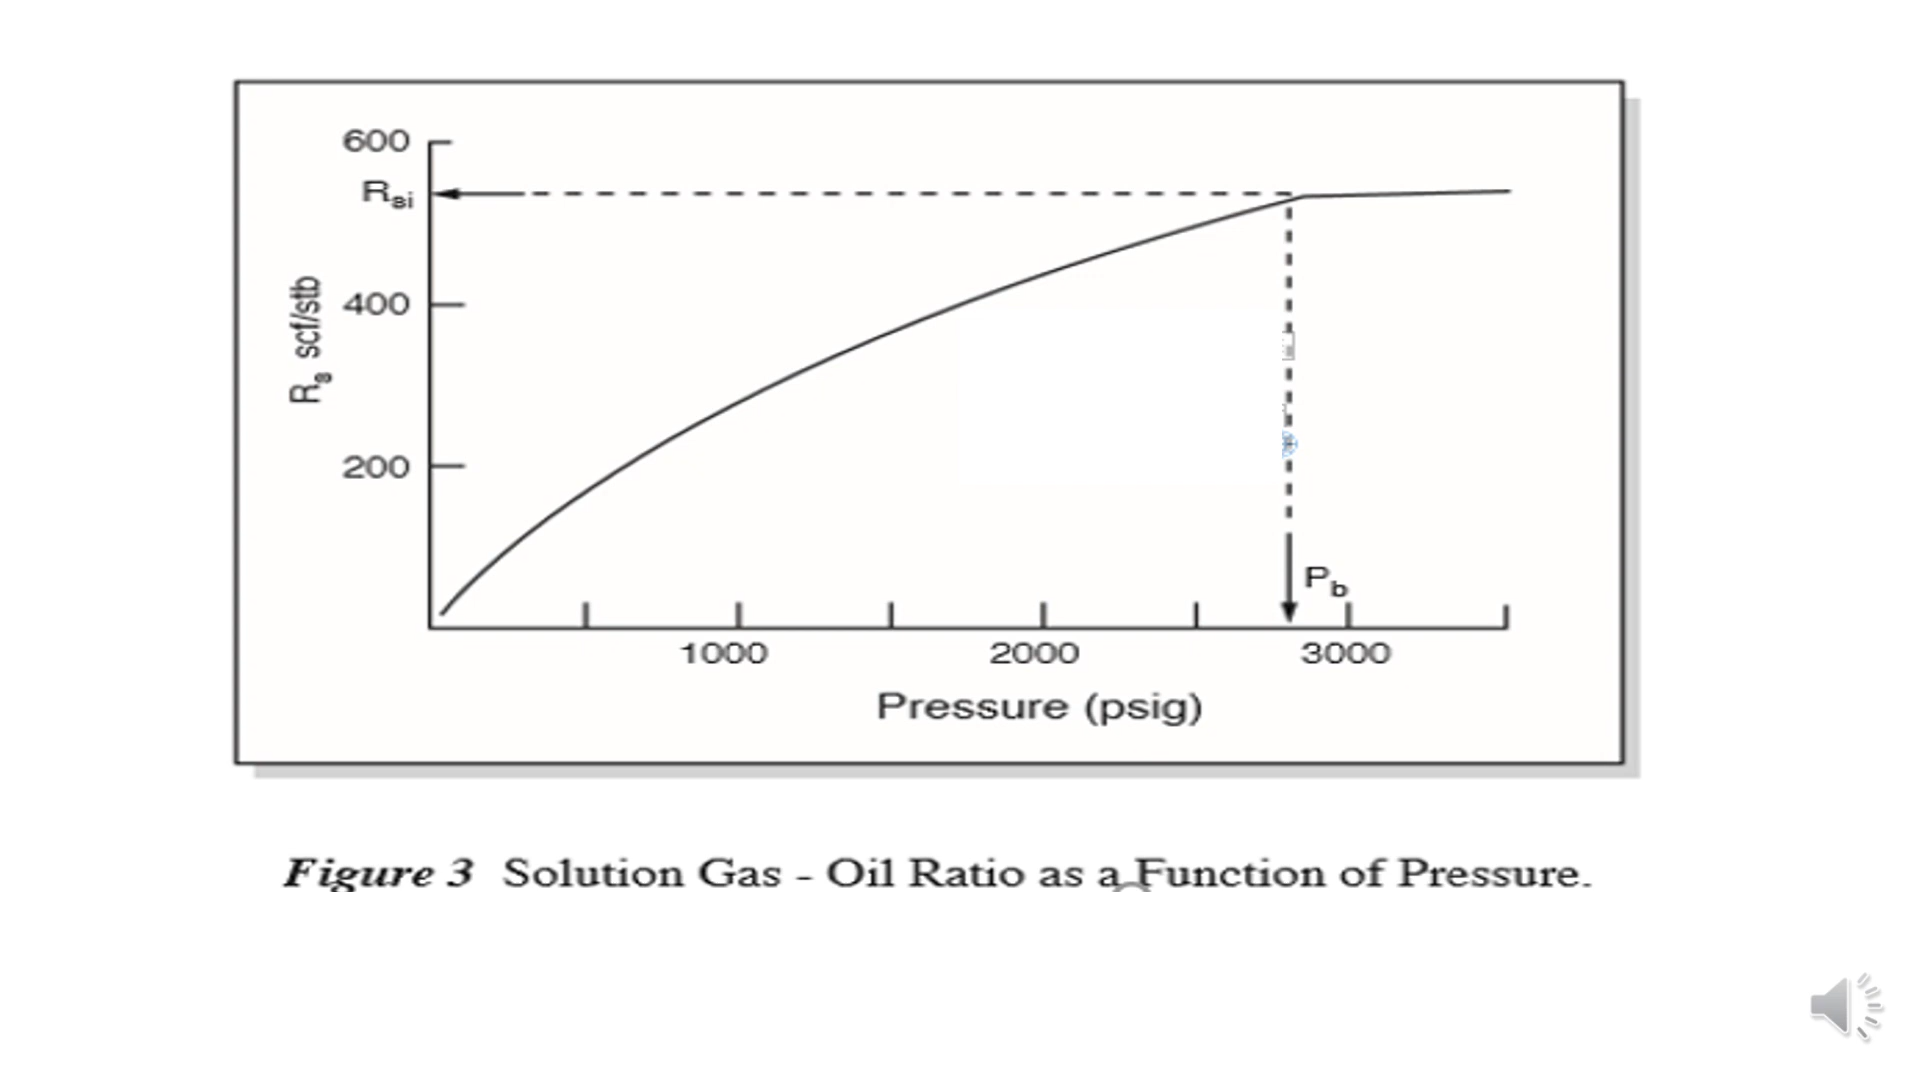 600
Rsi
400
200
Rs scf/stb
Pb
1000 2000 3000
Pressure (psig)
Figure 3 Solution Gas - Oil Ratio as a Function of Pressure.